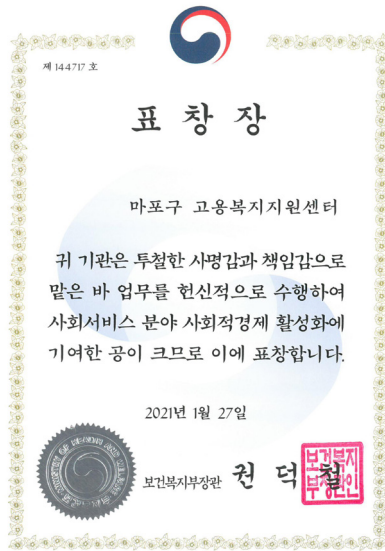 제 144717 호
표 창 장
마포구 고용복지지원센터
귀 기관은 투철한 사명감과 책임감으로
맡은 바 업무를 헌신적으로 수행하여
사회서비스 분야 사회적경제 활성화에
기여한 공이 크므로 이에 표창합니다.
2021년 1월 27일
보건복지부장관 권 덕 철
보건복지
부장관인